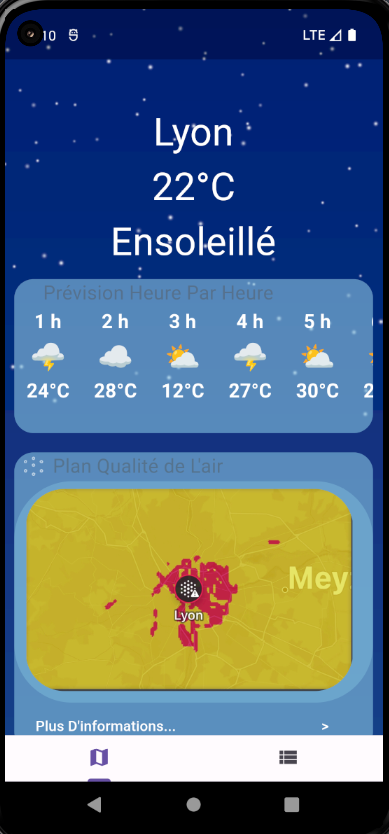 10 LTE
Lyon
22°C
Ensoleillé
Prévision Heure Par Heure
1 h 2 h 3 h 4 h 5 h
24°C 28°C 12°C 27°C 30°C 2
Plan Qualité de L'air
Mey
Lyon
Plus D'informations... >